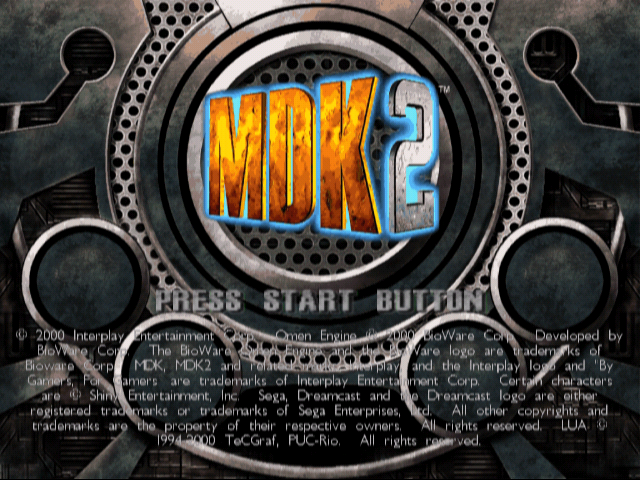 MDK2™
PRESS START BUTTON
© 2000 Interplay Entertainment Corp. Omen Engine © 2000 BioWare Corp. Developed by
BioWare Corp. The BioWare Omen Engine and the BioWare logo are trademarks of
Bioware Corp. MDK, MDK2 and related Interplay and the Interplay logo and "By
Gamers, For Gamers are trademarks of Interplay Entertainment Corp. Certain characters
are © Shiny Entertainment, Inc. Sega, Dreamcast and the Dreamcast logo are either
registered trademarks or trademarks of Sega Enterprises, Ltd. All other copyrights and
trademarks are the property of their respective owners. All rights reserved. LUA ©
1994-2000 TeCGraf, PUC-Rio. All rights reserved.